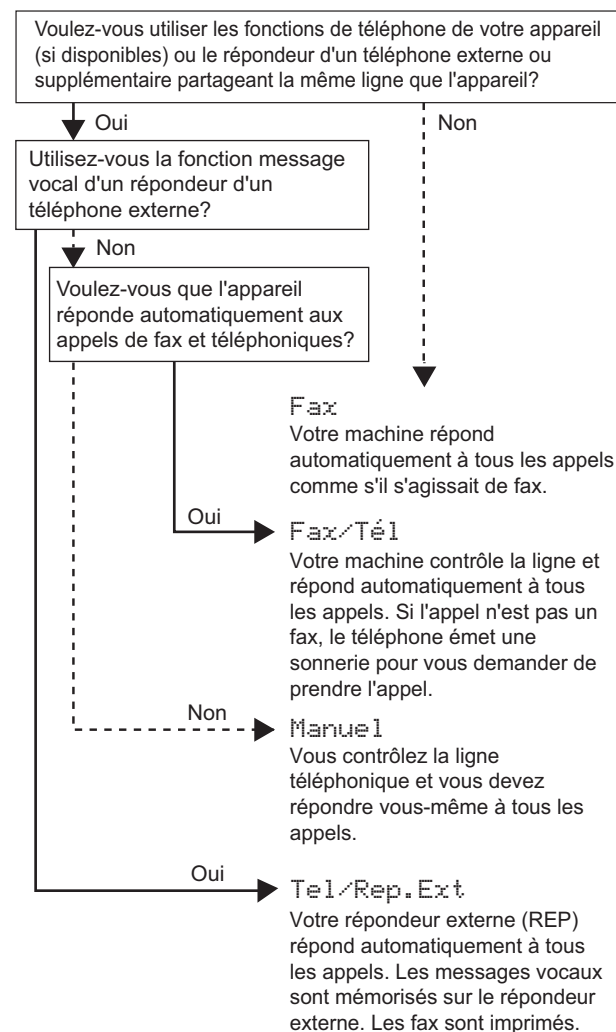 Voulez-vous utiliser les fonctions de téléphone de votre appareil
(si disponibles) ou le répondeur d'un téléphone externe ou
supplémentaire partageant la même ligne que l'appareil?
Oui
Non
Utilisez-vous la fonction message
vocal d'un répondeur d'un
téléphone externe?
Non
Voulez-vous que l'appareil
réponde automatiquement aux
appels de fax et téléphoniques?
Fax
Votre machine répond
automatiquement à tous les appels
comme s'il s'agissait de fax.
Oui
Fax/Tél
Votre machine contrôle la ligne et
répond automatiquement à tous
les appels. Si l'appel n'est pas un
fax, le téléphone émet une
sonnerie pour vous demander de
prendre l'appel.
Non
Manuel
Vous contrôlez la ligne
téléphonique et vous devez
répondre vous-même à tous les
appels.
Oui
Tel/Rep.Ext
Votre répondeur externe (REP)
répond automatiquement à tous
les appels. Les messages vocaux
sont mémorisés sur le répondeur
externe. Les fax sont imprimés.